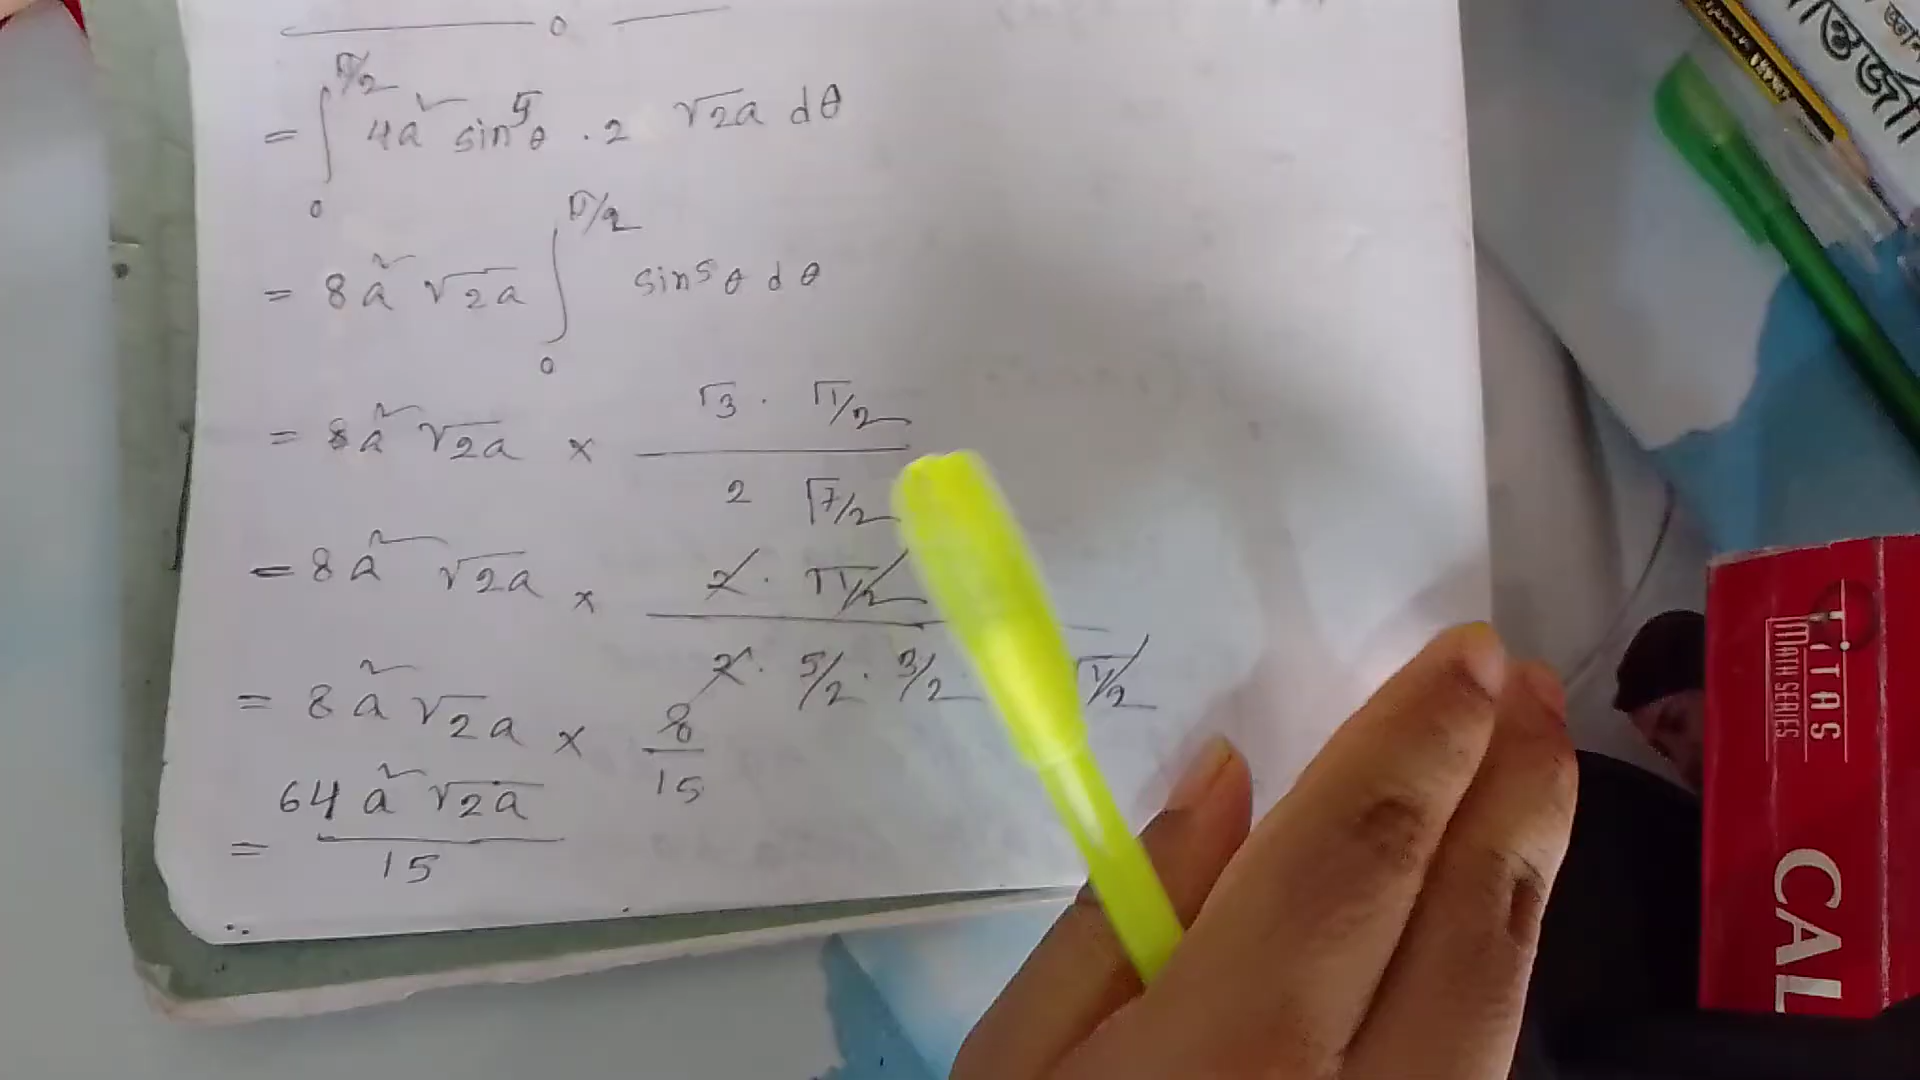 = ∫₀^(π/2) 4a² sin⁵θ · 2 √2a dθ
= 8a² √2a ∫₀^(π/2) sin⁵θ dθ
= 8a² √2a × (Γ3 · Γ1/2) / (2 Γ7/2)
= 8a² √2a × (2 · Γ1/2) / (2 · 5/2 · 3/2 · Γ1/2)
= 8a² √2a × 8/15
= 64a² √2a / 15
TiTAS
MATH SERIES
CAL